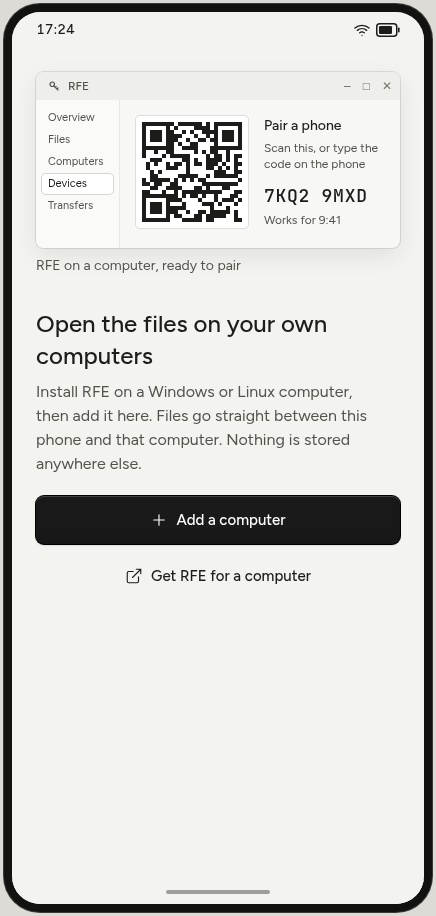 17:24
RFE
Overview
Files
Computers
Devices
Transfers
Pair a phone
Scan this, or type the
code on the phone
7KQ2 9MXD
Works for 9:41
RFE on a computer, ready to pair
Open the files on your own
computers
Install RFE on a Windows or Linux computer,
then add it here. Files go straight between this
phone and that computer. Nothing is stored
anywhere else.
Add a computer
Get RFE for a computer